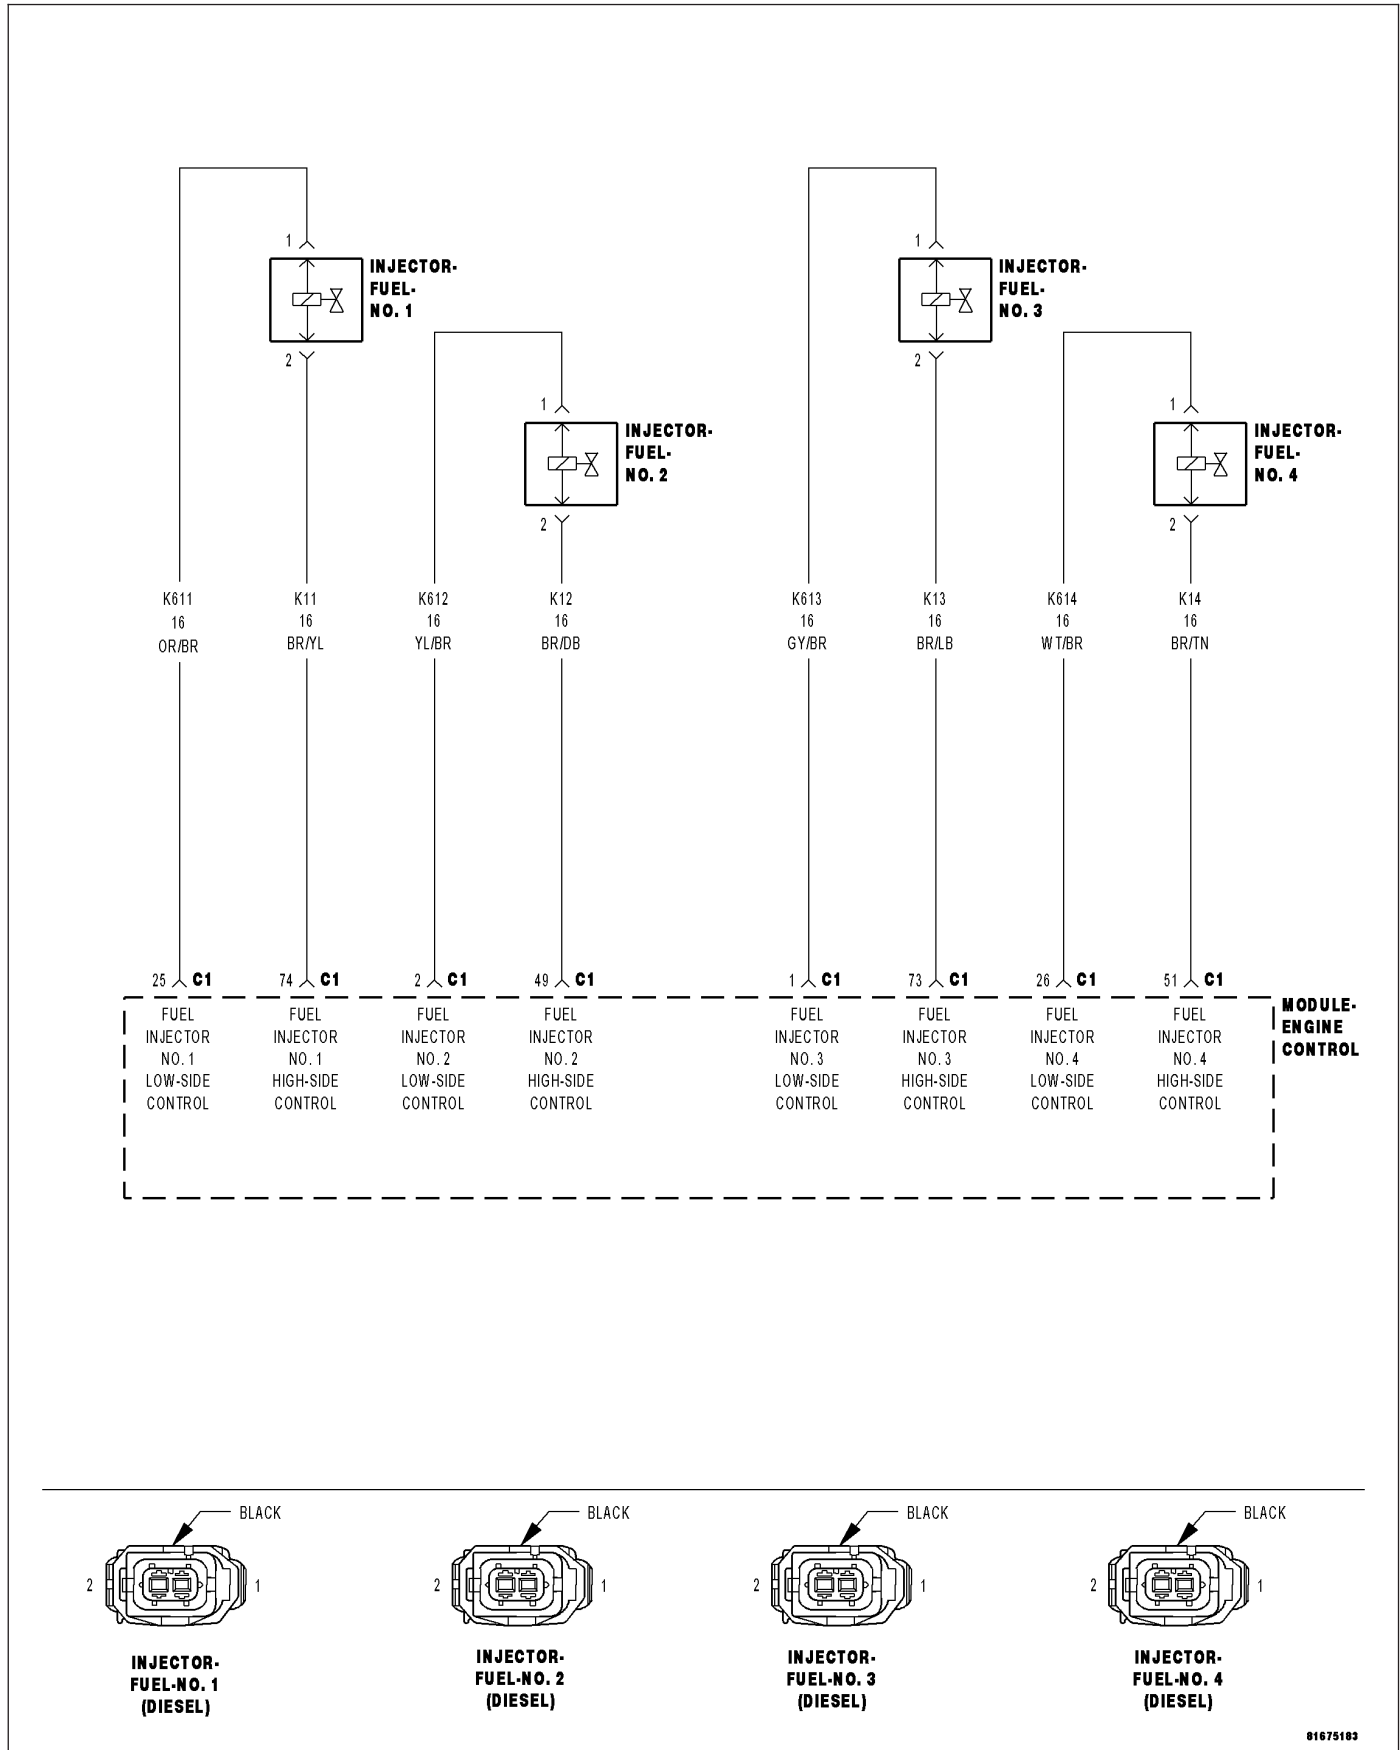 1
INJECTOR-
FUEL-
NO. 1
2
1
INJECTOR-
FUEL-
NO. 2
2
1
INJECTOR-
FUEL-
NO. 3
2
1
INJECTOR-
FUEL-
NO. 4
2
K611
16
OR/BR
K11
16
BR/YL
K612
16
YL/BR
K12
16
BR/DB
K613
16
GY/BR
K13
16
BR/LB
K614
16
WT/BR
K14
16
BR/TN
25 C1
74 C1
2 C1
49 C1
1 C1
73 C1
26 C1
51 C1
FUEL
INJECTOR
NO. 1
LOW-SIDE
CONTROL
FUEL
INJECTOR
NO. 1
HIGH-SIDE
CONTROL
FUEL
INJECTOR
NO. 2
LOW-SIDE
CONTROL
FUEL
INJECTOR
NO. 2
HIGH-SIDE
CONTROL
FUEL
INJECTOR
NO. 3
LOW-SIDE
CONTROL
FUEL
INJECTOR
NO. 3
HIGH-SIDE
CONTROL
FUEL
INJECTOR
NO. 4
LOW-SIDE
CONTROL
FUEL
INJECTOR
NO. 4
HIGH-SIDE
CONTROL
MODULE-
ENGINE
CONTROL
BLACK
2
1
INJECTOR-
FUEL-NO. 1
(DIESEL)
BLACK
2
1
INJECTOR-
FUEL-NO. 2
(DIESEL)
BLACK
2
1
INJECTOR-
FUEL-NO. 3
(DIESEL)
BLACK
2
1
INJECTOR-
FUEL-NO. 4
(DIESEL)
81675183